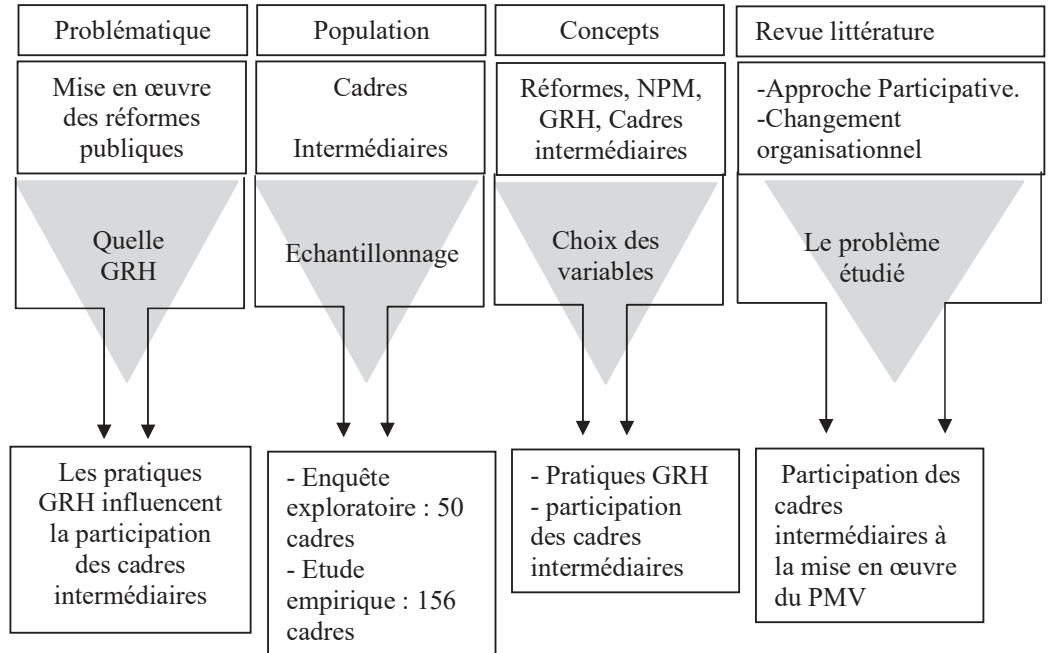 Problématique
Mise en œuvre
des réformes
publiques
Quelle
GRH
Les pratiques
GRH influencent
la participation
des cadres
intermédiaires
Population
Cadres
Intermédiaires
Echantillonnage
- Enquête
exploratoire : 50
cadres
- Etude
empirique : 156
cadres
Concepts
Réformes, NPM,
GRH, Cadres
intermédiaires
Choix des
variables
- Pratiques GRH
- participation
des cadres
intermédiaires
Revue littérature
-Approche Participative.
-Changement
organisationnel
Le problème
étudié
Participation des
cadres
intermédiaires à
la mise en œuvre
du PMV